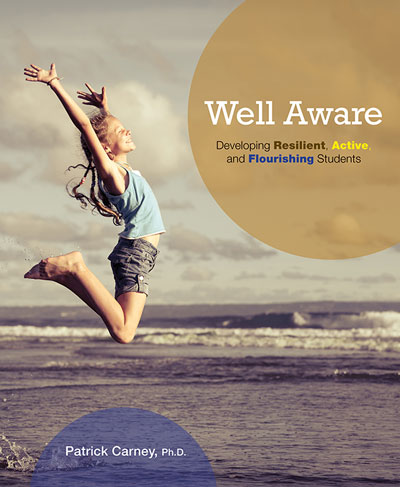 Well Aware
Developing Resilient, Active,
and Flourishing Students
Patrick Carney, Ph.D.